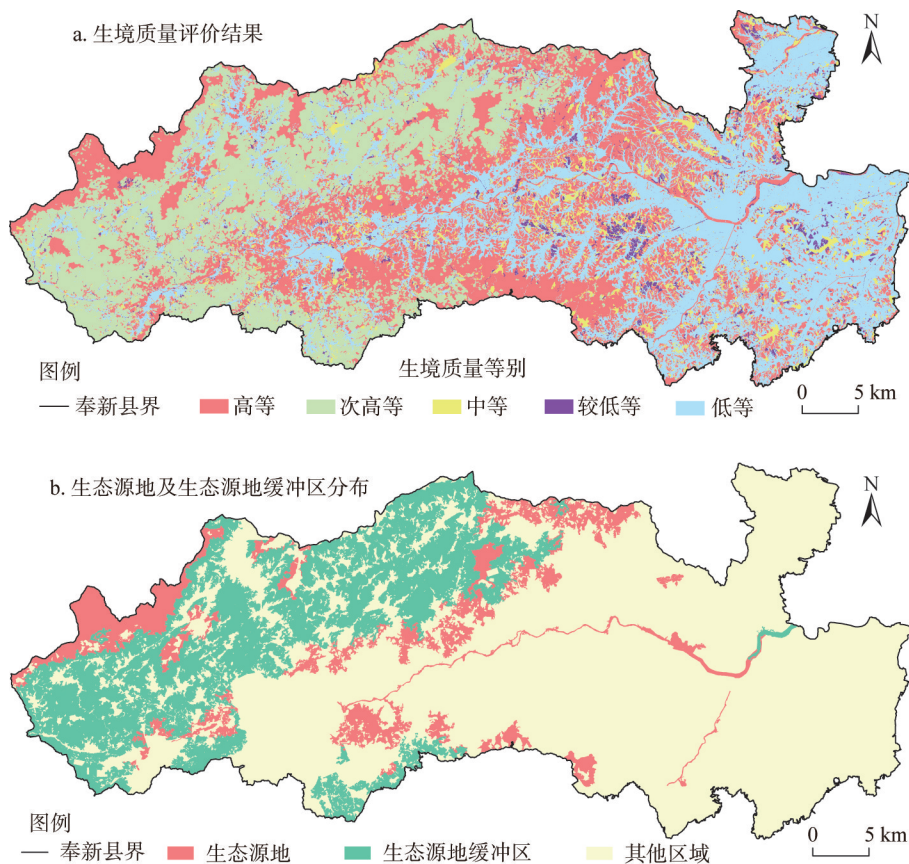 a. 生境质量评价结果
N
图例
生境质量等别
奉新县界 高等 次高等 中等 较低等 低等
0 5 km
b. 生态源地及生态源地缓冲区分布
N
图例
奉新县界 生态源地 生态源地缓冲区 其他区域
0 5 km